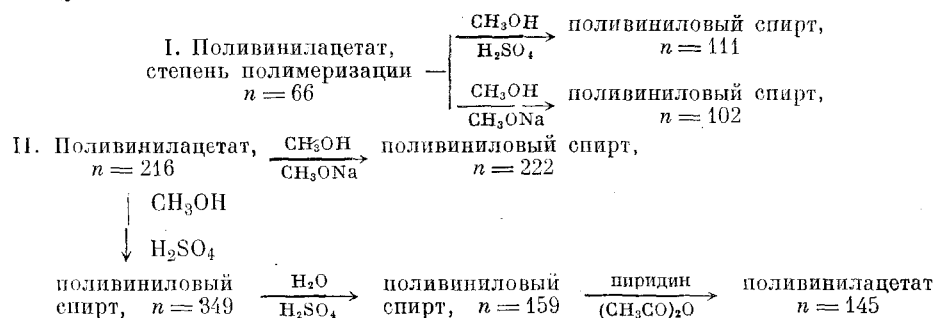 CH₃OH поливиниловый спирт,
I. Поливинилацетат, H₂SO₄ n = 111
степень полимеризации
n = 66 CH₃OH поливиниловый спирт,
CH₃ONa n = 102
II. Поливинилацетат, CH₃OH поливиниловый спирт,
n = 216 CH₃ONa n = 222
CH₃OH
H₂SO₄
поливиниловый H₂O поливиниловый пиридин поливинилацетат
спирт, n = 349 H₂SO₄ спирт, n = 159 (CH₃CO)₂O n = 145